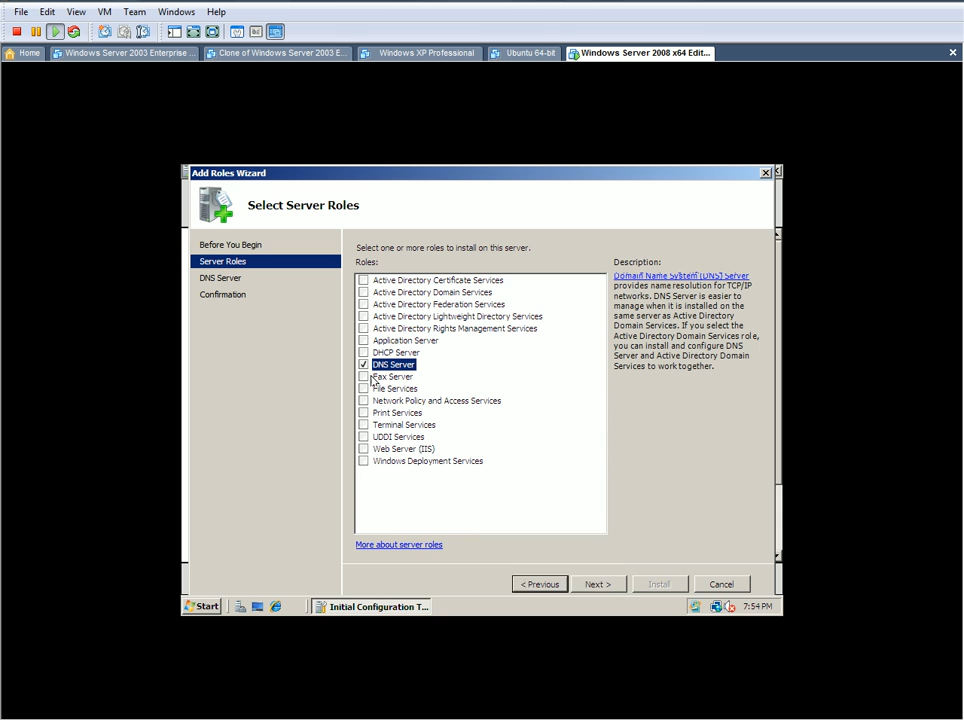 File Edit View VM Team Windows Help
Home Windows Server 2003 Enterprise ... Clone of Windows Server 2003 E... Windows XP Professional Ubuntu 64-bit Windows Server 2008 x64 Edit...
Add Roles Wizard
Select Server Roles
Before You Begin
Server Roles
DNS Server
Confirmation
Select one or more roles to install on this server.
Roles:
Active Directory Certificate Services
Active Directory Domain Services
Active Directory Federation Services
Active Directory Lightweight Directory Services
Active Directory Rights Management Services
Application Server
DHCP Server
DNS Server
Fax Server
File Services
Network Policy and Access Services
Print Services
Terminal Services
UDDI Services
Web Server (IIS)
Windows Deployment Services
More about server roles
Description:
Domain Name System (DNS) Server
provides name resolution for TCP/IP
networks. DNS Server is easier to
manage when it is installed on the
same server as Active Directory
Domain Services. If you select the
Active Directory Domain Services role,
you can install and configure DNS
Server and Active Directory Domain
Services to work together.
< Previous Next > Install Cancel
Start Initial Configuration T... 7:54 PM